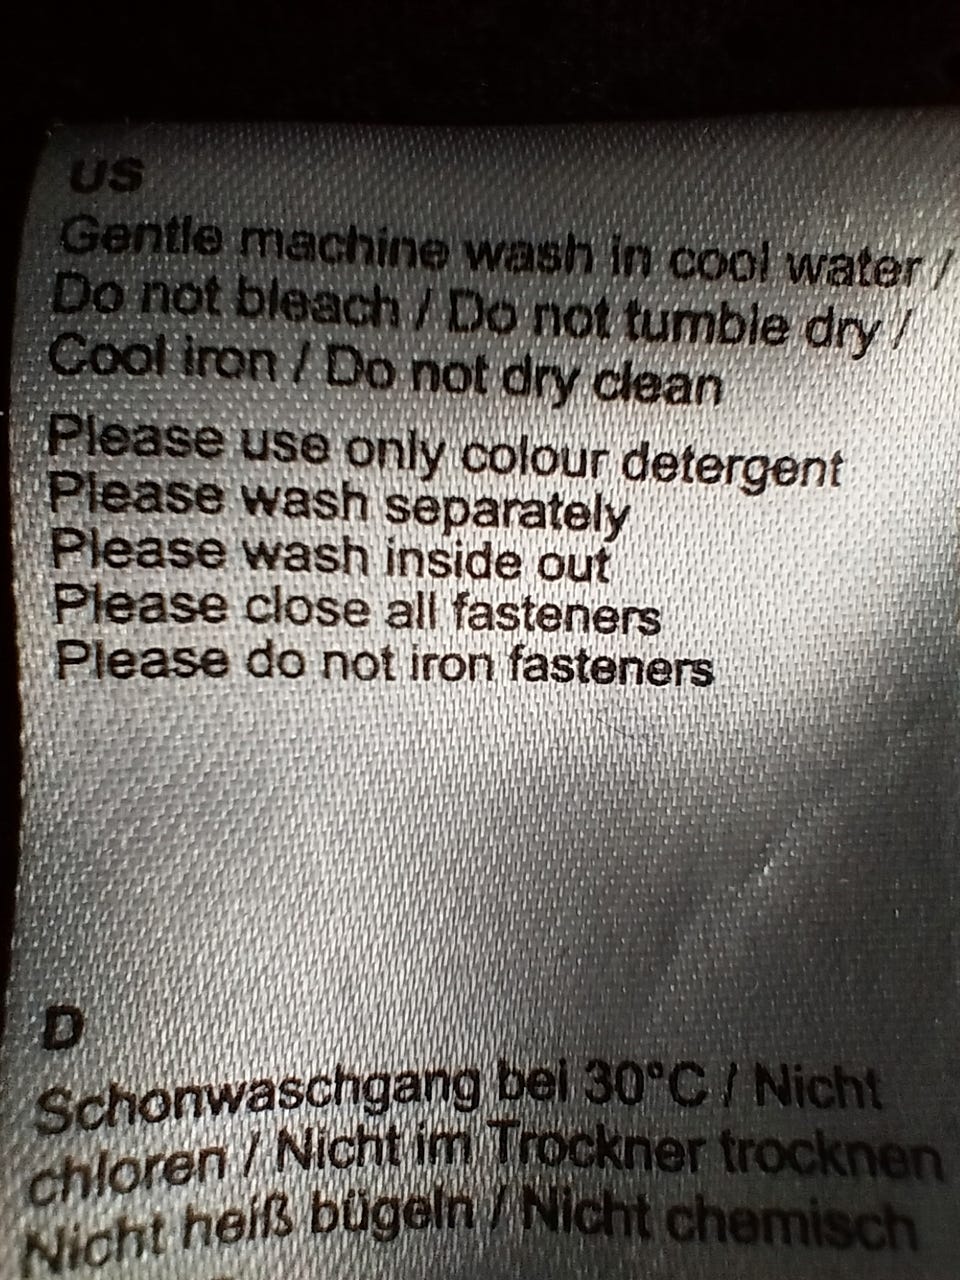 US
Gentle machine wash in cool water /
Do not bleach / Do not tumble dry /
Cool iron / Do not dry clean
Please use only colour detergent
Please wash separately
Please wash inside out
Please close all fasteners
Please do not iron fasteners
D
Schonwaschgang bei 30°C / Nicht
chloren / Nicht im Trockner trocknen
Nicht heiß bügeln / Nicht chemisch